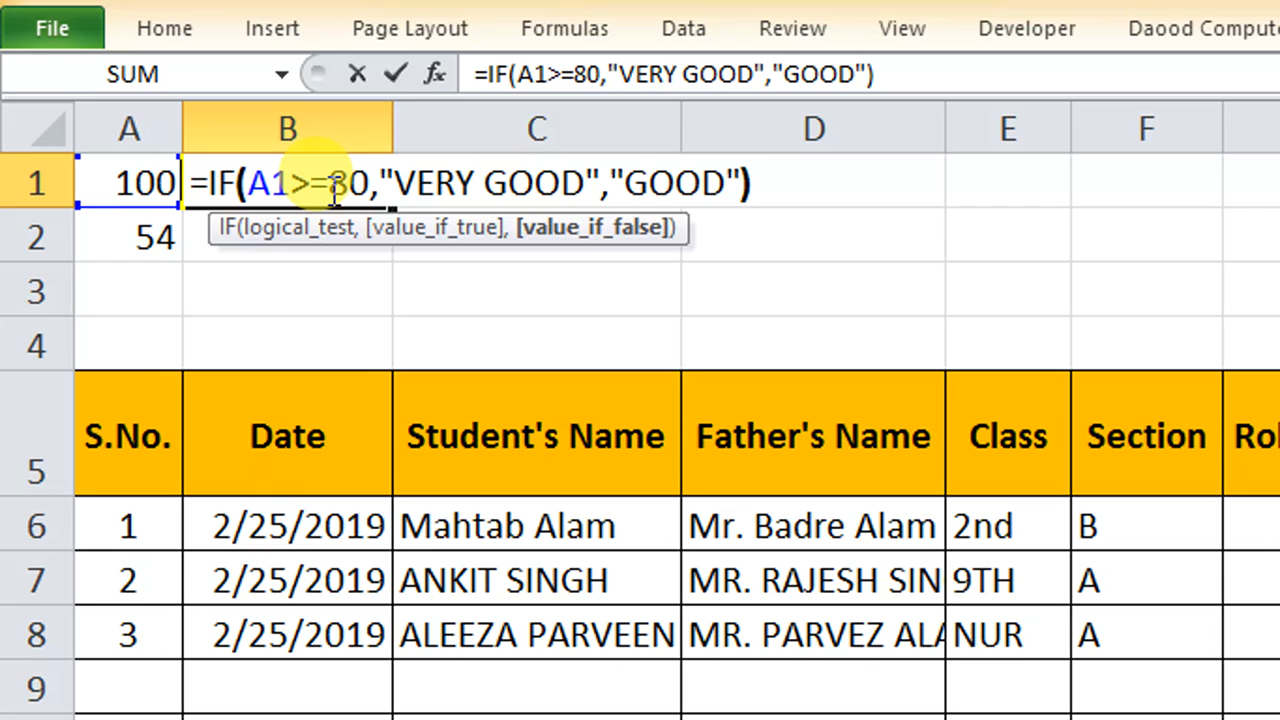 File Home Insert Page Layout Formulas Data Review View Developer Daood Comput
SUM fx =IF(A1>=80,"VERY GOOD","GOOD")
A B C D E F
1 100 =IF(A1>=80,"VERY GOOD","GOOD")
IF(logical_test, [value_if_true], [value_if_false])
2 54
3
4
5 S.No. Date Student's Name Father's Name Class Section Rol
6 1 2/25/2019 Mahtab Alam Mr. Badre Alam 2nd B
7 2 2/25/2019 ANKIT SINGH MR. RAJESH SIN 9TH A
8 3 2/25/2019 ALEEZA PARVEEN MR. PARVEZ ALA NUR A
9